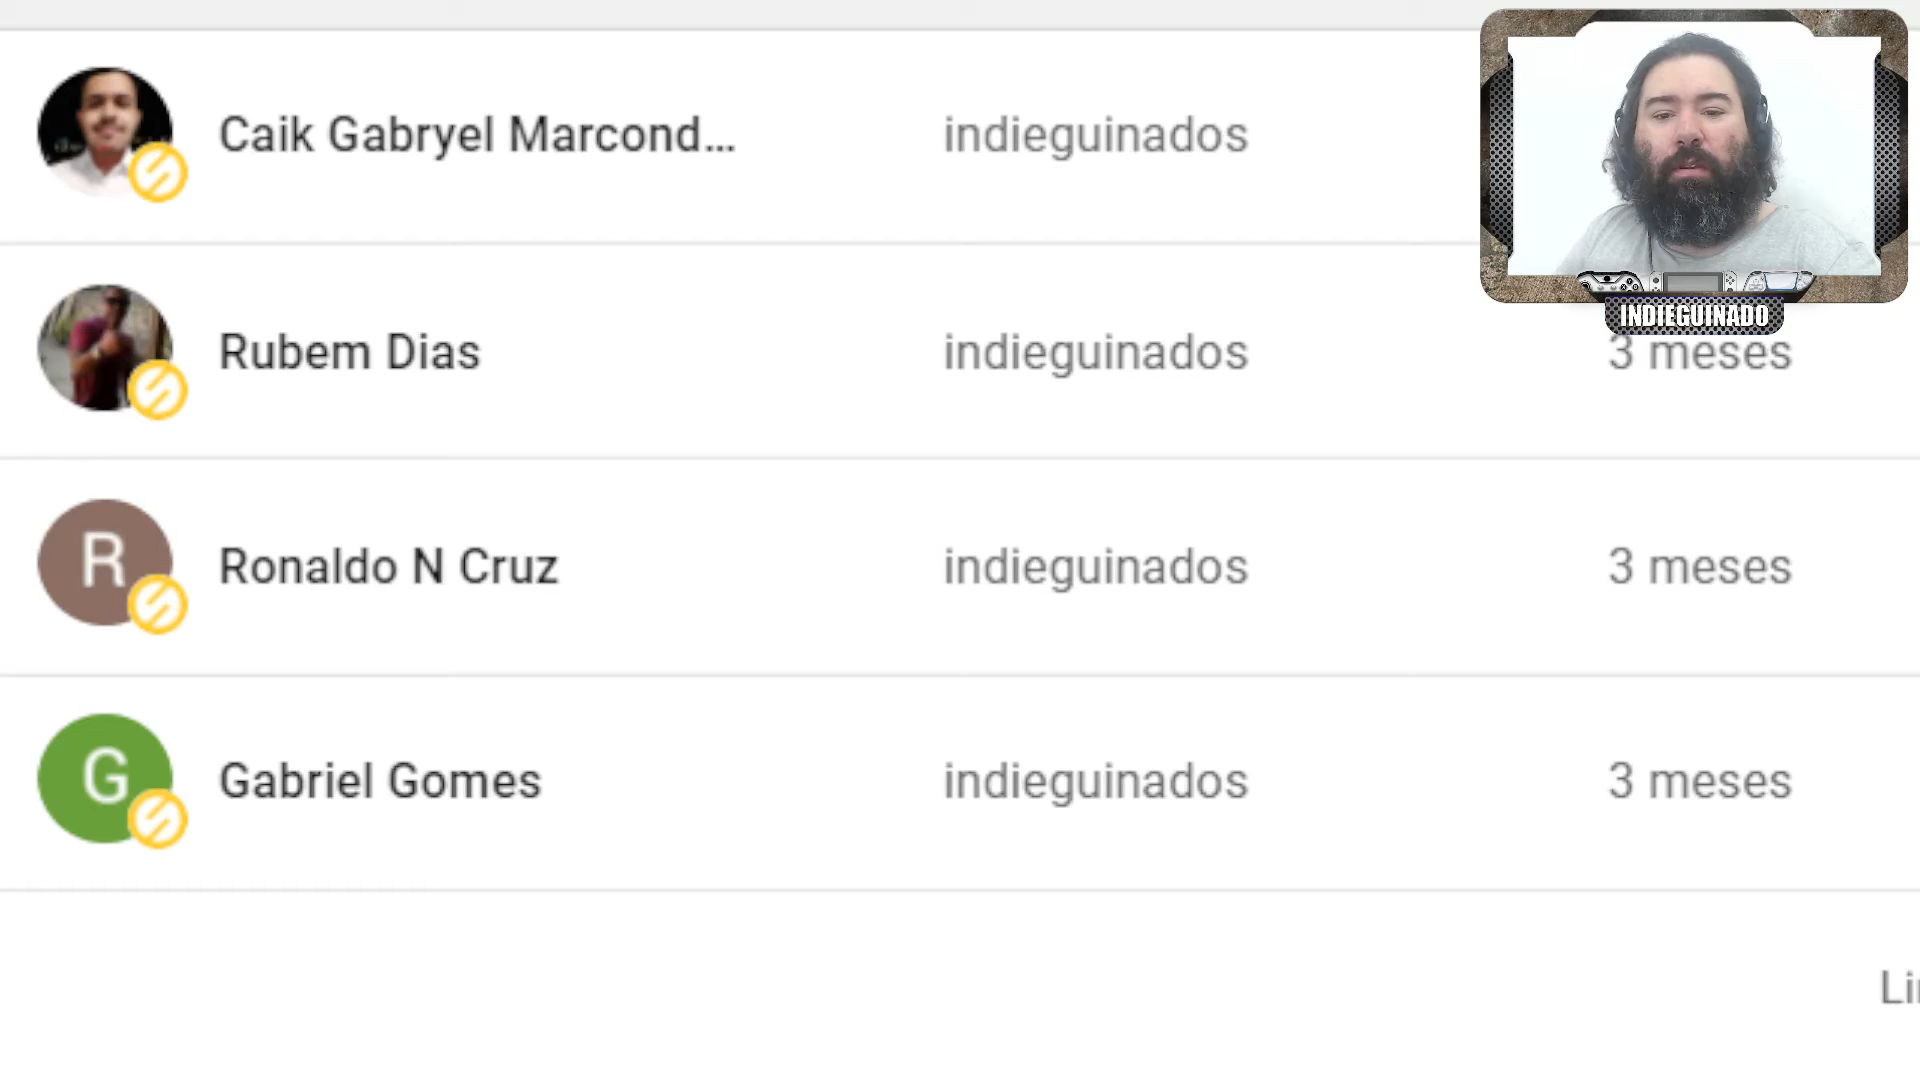 Caik Gabryel Marcond... indieguinados
INDIEGUINADO
Rubem Dias indieguinados 3 meses
R
Ronaldo N Cruz indieguinados 3 meses
G
Gabriel Gomes indieguinados 3 meses